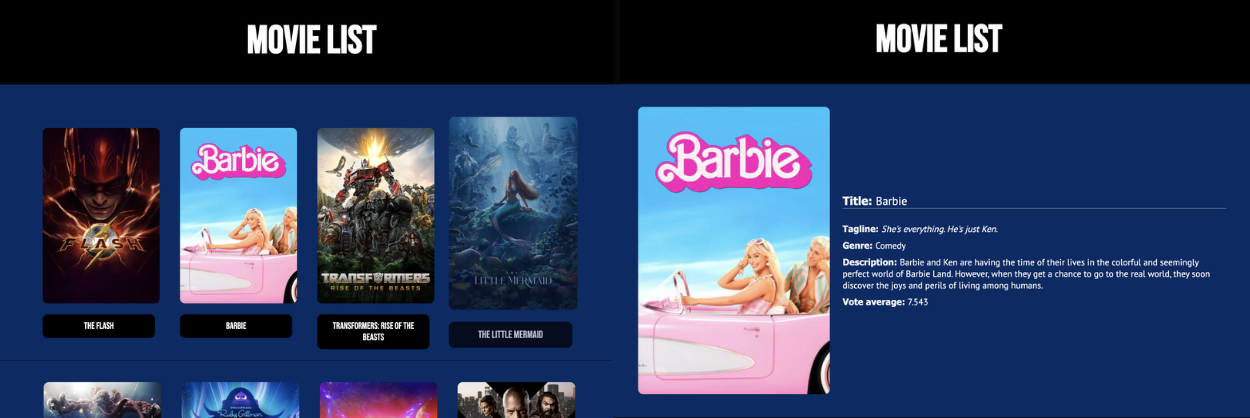 MOVIE LIST
THE FLASH
Barbie
BARBIE
TRANSFORMERS
RISE OF THE BEASTS
TRANSFORMERS: RISE OF THE
BEASTS
LITTLE MERMAID
THE LITTLE MERMAID
Ruby Gillman
MOVIE LIST
Barbie
Title: Barbie
Tagline: She's everything. He's just Ken.
Genre: Comedy
Description: Barbie and Ken are having the time of their lives in the colorful and seemingly
perfect world of Barbie Land. However, when they get a chance to go to the real world, they soon
discover the joys and perils of living among humans.
Vote average: 7.543